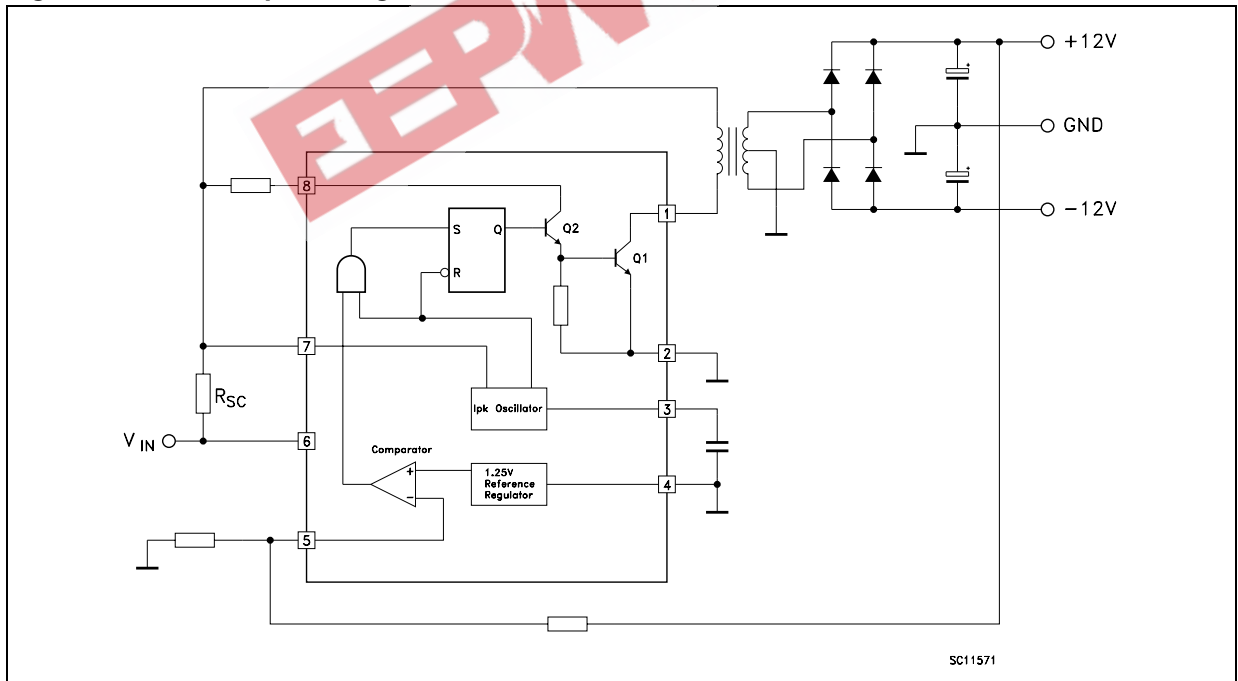 EEPW
+12V
GND
-12V
8
1
S Q
Q2
R
Q1
7
2
RSC
Ipk Oscillator
3
VIN
6
Comparator
+
-
1.25V
Reference
Regulator
4
5
SC11571